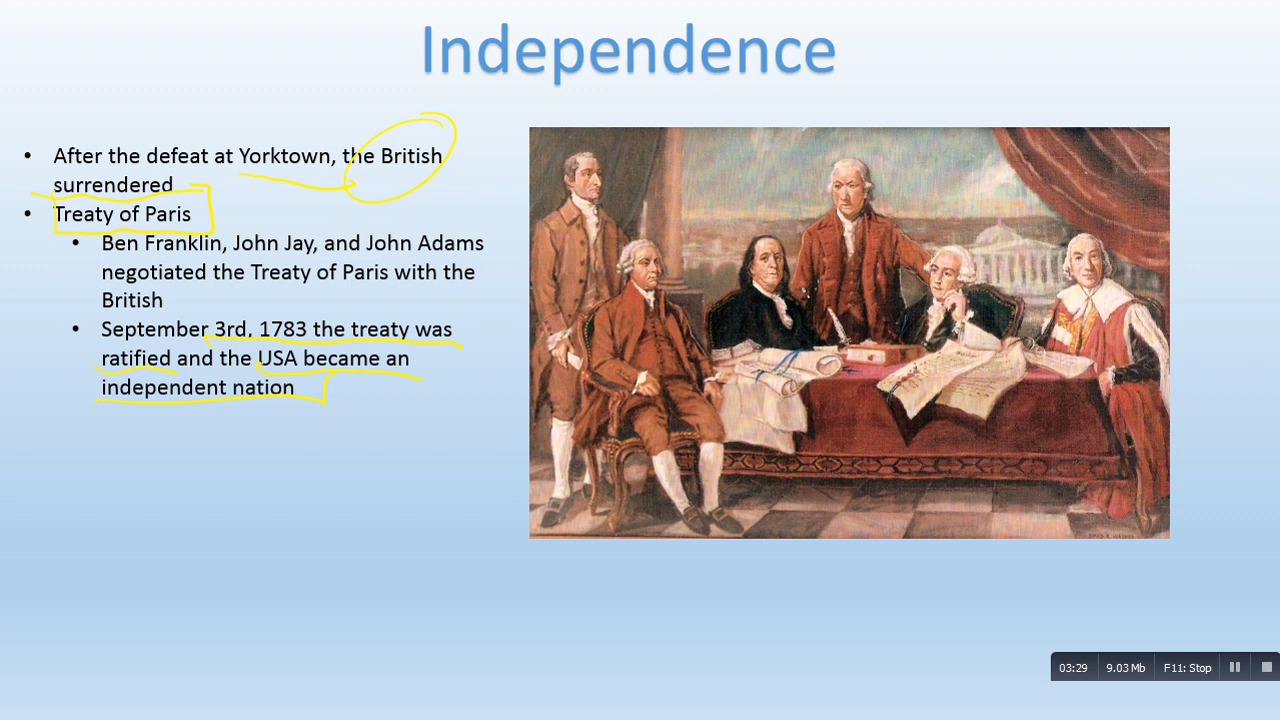 Independence
• After the defeat at Yorktown, the British
surrendered
• Treaty of Paris
• Ben Franklin, John Jay, and John Adams
negotiated the Treaty of Paris with the
British
• September 3rd, 1783 the treaty was
ratified and the USA became an
independent nation
03:29 9.03 Mb F11: Stop